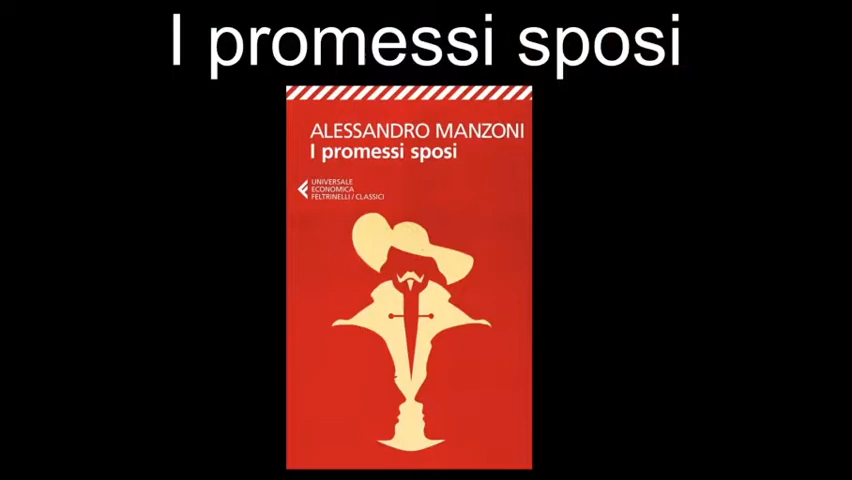 I promessi sposi
ALESSANDRO MANZONI
I promessi sposi
UNIVERSALE
ECONOMICA
FELTRINELLI/CLASSICI